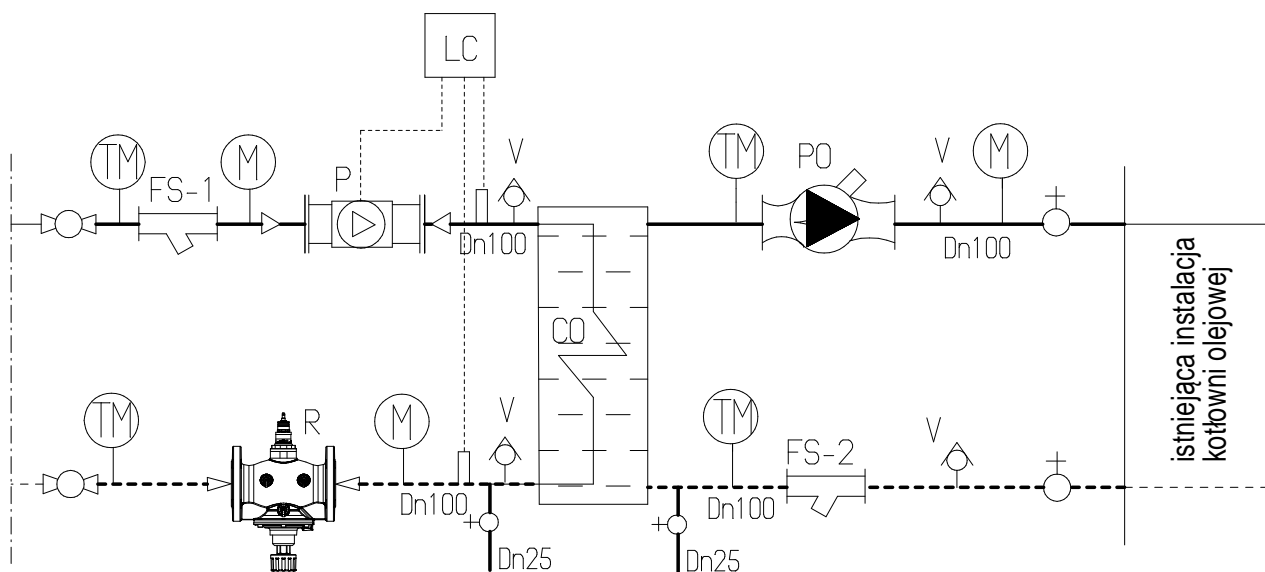 LC
TM
FS-1
M
P
V
TM
PO
V
M
Dn100
Dn100
CO
istniejąca instalacja
kotłowni olejowej
TM
R
M
V
TM
FS-2
V
Dn100
Dn100
Dn25
Dn25